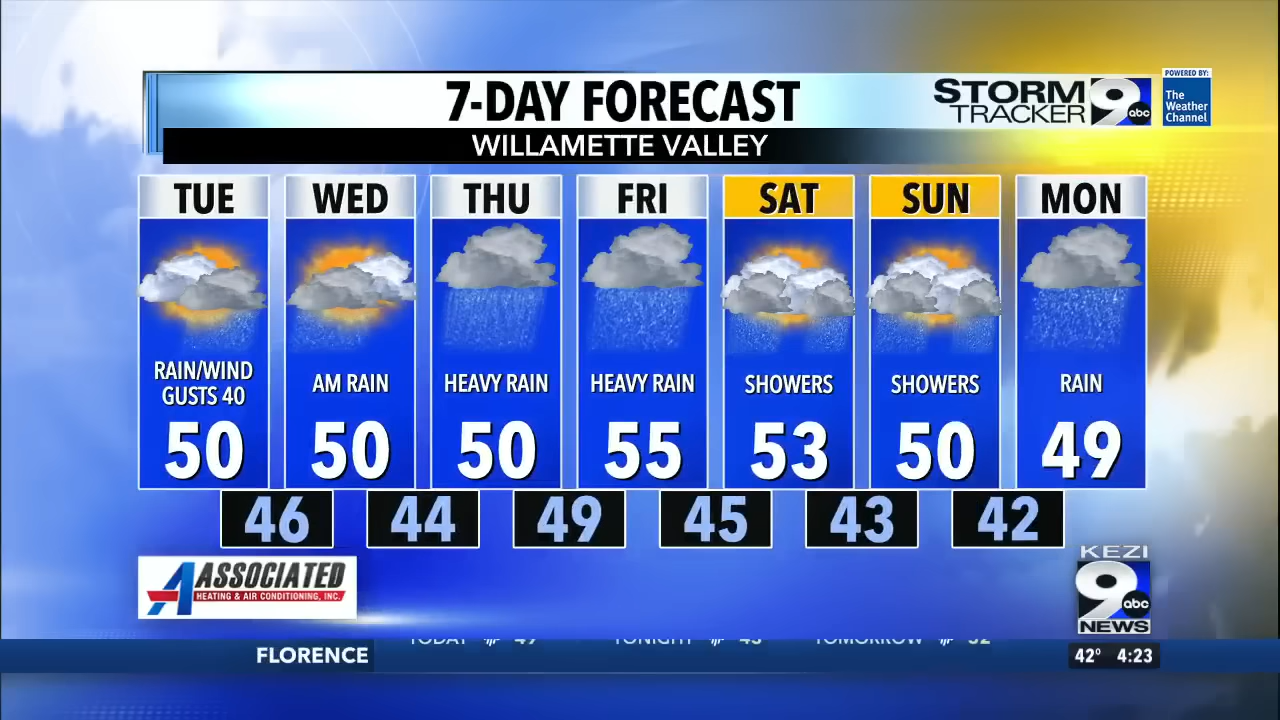 7-DAY FORECAST
WILLAMETTE VALLEY
STORM
TRACKER
9
abc
POWERED BY:
The
Weather
Channel
TUE WED THU FRI SAT SUN MON
RAIN/WIND
GUSTS 40
AM RAIN
HEAVY RAIN
HEAVY RAIN
SHOWERS
SHOWERS
RAIN
50 50 50 55 53 50 49
46 44 49 45 43 42
ASSOCIATED
HEATING & AIR CONDITIONING, INC.
KEZI
9
abc
NEWS
FLORENCE
TODAY TONIGHT TOMORROW
42° 4:23